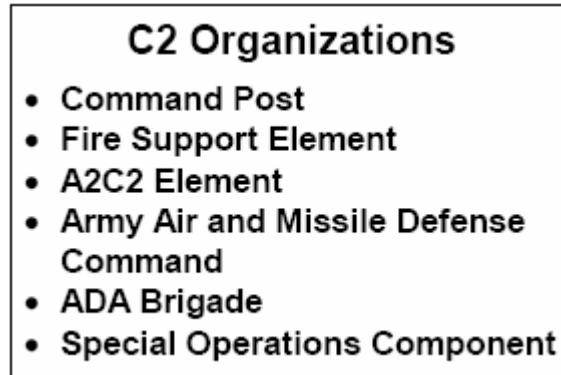 C2 Organizations
• Command Post
• Fire Support Element
• A2C2 Element
• Army Air and Missile Defense
Command
• ADA Brigade
• Special Operations Component